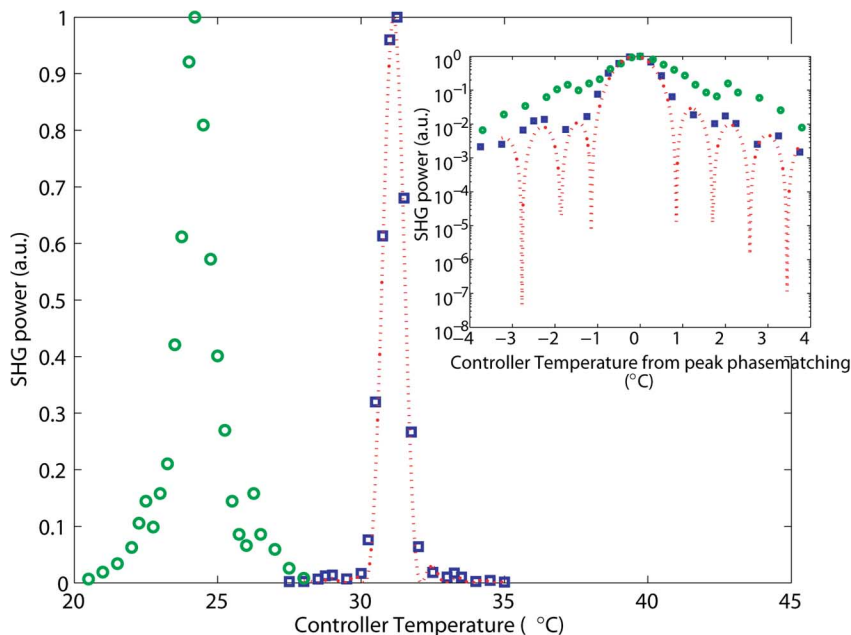 1
0.9
0.8
0.7
0.6
0.5
0.4
0.3
0.2
0.1
0
SHG power (a.u.)
20 25 30 35 40 45
Controller Temperature ( °C)
10^0
10^-1
10^-2
10^-3
10^-4
10^-5
10^-6
10^-7
10^-8
SHG power (a.u.)
−4 −3 −2 −1 0 1 2 3 4
Controller Temperature from peak phasematching
(°C)